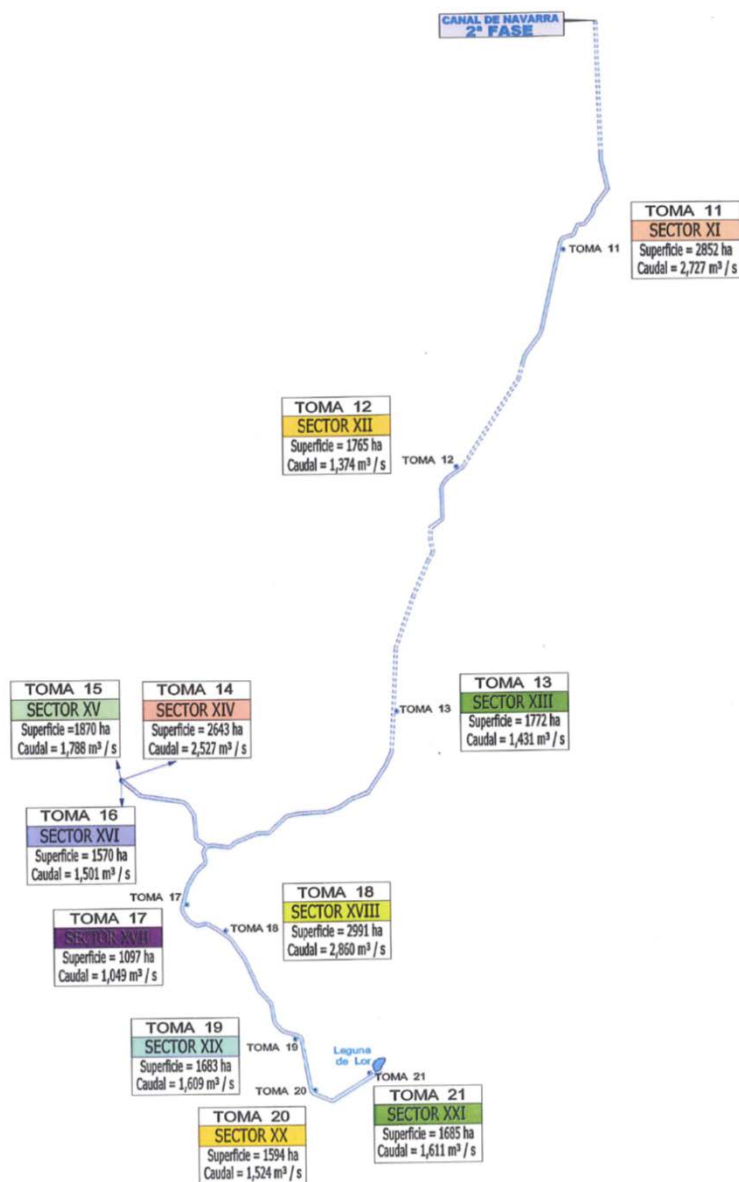 CANAL DE NAVARRA
2ª FASE
TOMA 11
SECTOR XI
Superficie = 2852 ha
Caudal = 2,727 m³ / s
TOMA 11
TOMA 12
SECTOR XII
Superficie = 1765 ha
Caudal = 1,374 m³ / s
TOMA 12
TOMA 13
SECTOR XIII
Superficie = 1772 ha
Caudal = 1,431 m³ / s
TOMA 13
TOMA 15
SECTOR XV
Superficie =1870 ha
Caudal = 1,788 m³ / s
TOMA 14
SECTOR XIV
Superficie = 2643 ha
Caudal = 2,527 m³ / s
TOMA 16
SECTOR XVI
Superficie = 1570 ha
Caudal = 1,501 m³ / s
TOMA 17
TOMA 17
SECTOR XVII
Superficie = 1097 ha
Caudal = 1,049 m³ / s
TOMA 18
SECTOR XVIII
Superficie = 2991 ha
Caudal = 2,860 m³ / s
TOMA 18
TOMA 19
SECTOR XIX
Superficie = 1683 ha
Caudal = 1,609 m³ / s
TOMA 19
Laguna
de Lor
TOMA 21
TOMA 20
TOMA 21
SECTOR XXI
Superficie = 1685 ha
Caudal = 1,611 m³ / s
TOMA 20
SECTOR XX
Superficie = 1594 ha
Caudal = 1,524 m³ / s